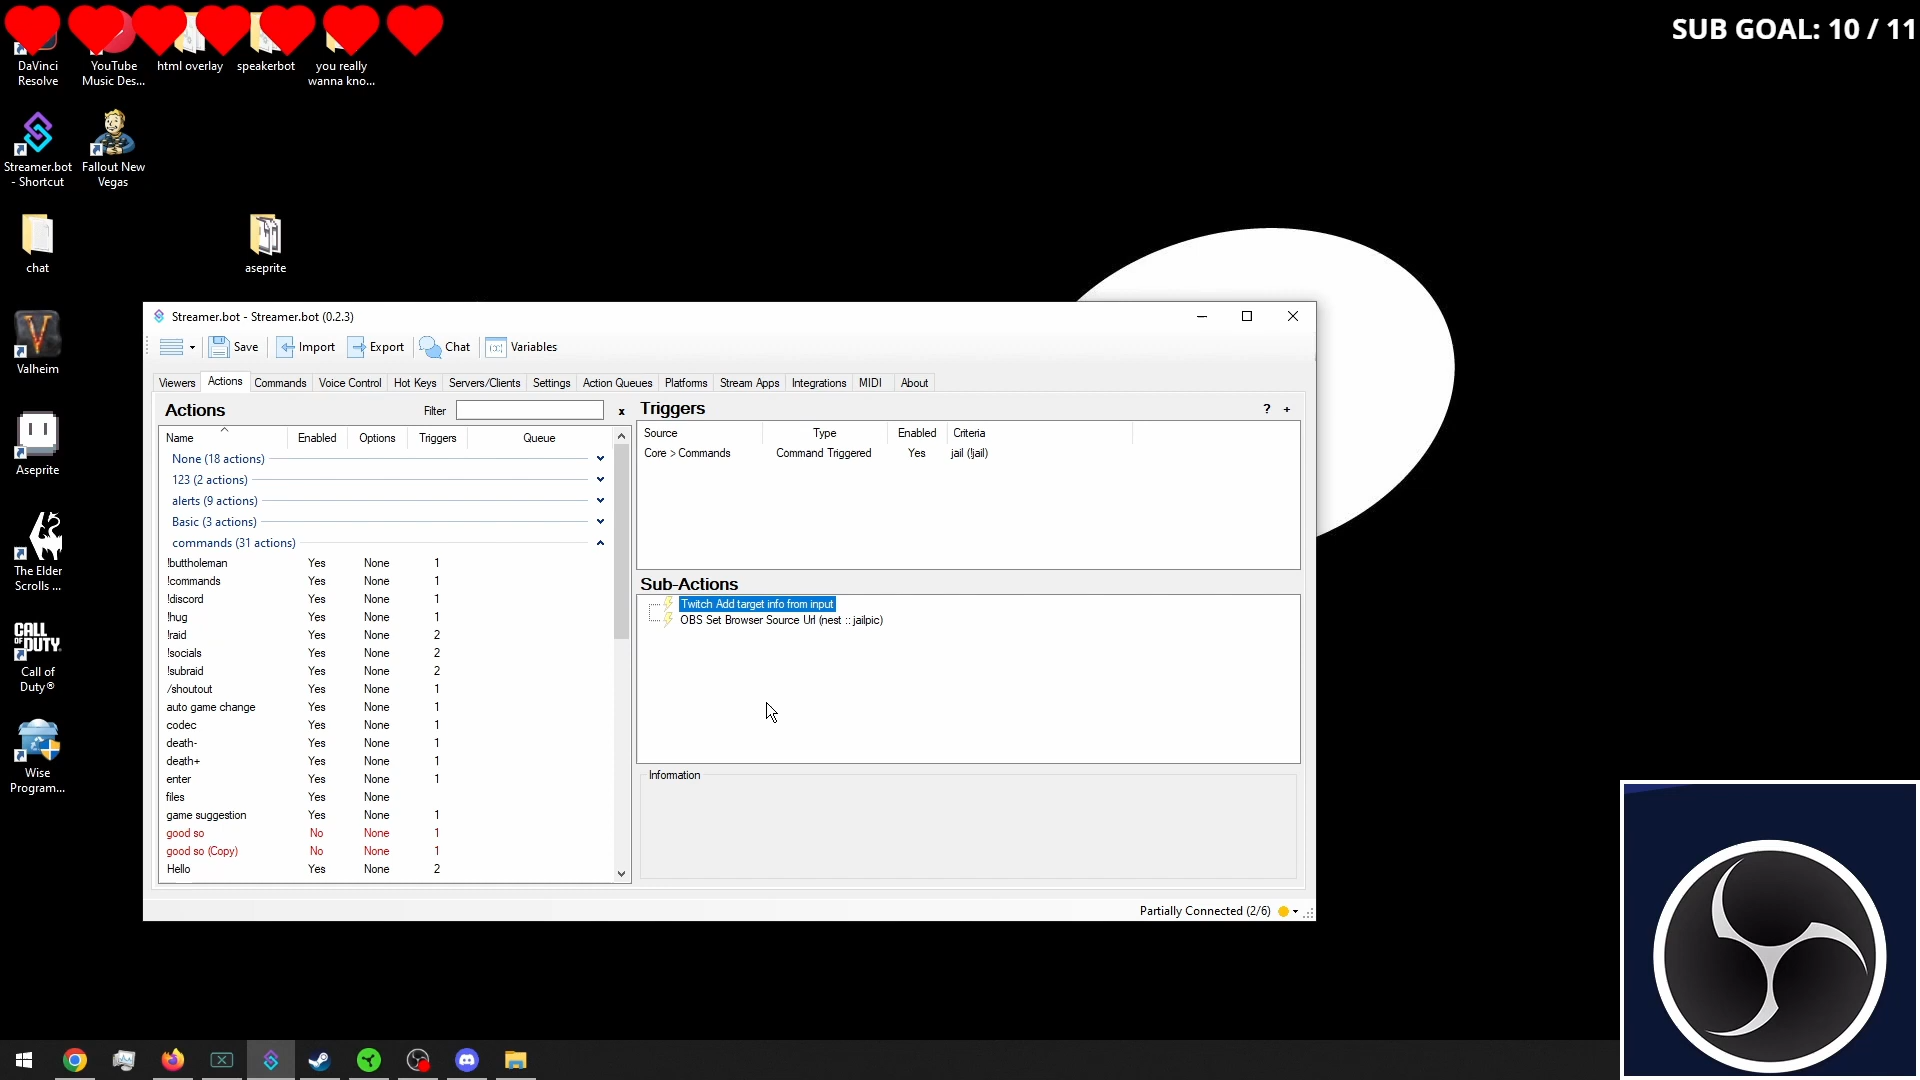 SUB GOAL: 10 / 11
DaVinci
Resolve
YouTube
Music Des...
html overlay
speakerbot
you really
wanna kno...
Streamer.bot
- Shortcut
Fallout New
Vegas
chat
aseprite
Valheim
Aseprite
The Elder
Scrolls ...
CALL
OF DUTY
Call of
Duty®
Wise
Program...
Streamer.bot - Streamer.bot (0.2.3)
Save
Import
Export
Chat
Variables
Viewers
Actions
Commands
Voice Control
Hot Keys
Servers/Clients
Settings
Action Queues
Platforms
Stream Apps
Integrations
MIDI
About
Actions
Filter
x
Name Enabled Options Triggers Queue
None (18 actions)
123 (2 actions)
alerts (9 actions)
Basic (3 actions)
commands (31 actions)
!buttholeman Yes None 1
!commands Yes None 1
!discord Yes None 1
!hug Yes None 1
!raid Yes None 2
!socials Yes None 2
!subraid Yes None 2
/shoutout Yes None 1
auto game change Yes None 1
codec Yes None 1
death- Yes None 1
death+ Yes None 1
enter Yes None 1
files Yes None
game suggestion Yes None 1
good so No None 1
good so (Copy) No None 1
Hello Yes None 2
Triggers
? +
Source Type Enabled Criteria
Core > Commands Command Triggered Yes jail (!jail)
Sub-Actions
Twitch Add target info from input
OBS Set Browser Source Url (nest :: jailpic)
Information
Partially Connected (2/6)